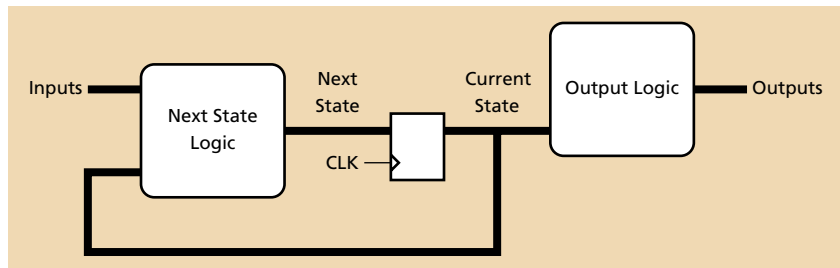 Inputs
Next State
Logic
Next
State
CLK
Current
State
Output Logic
Outputs